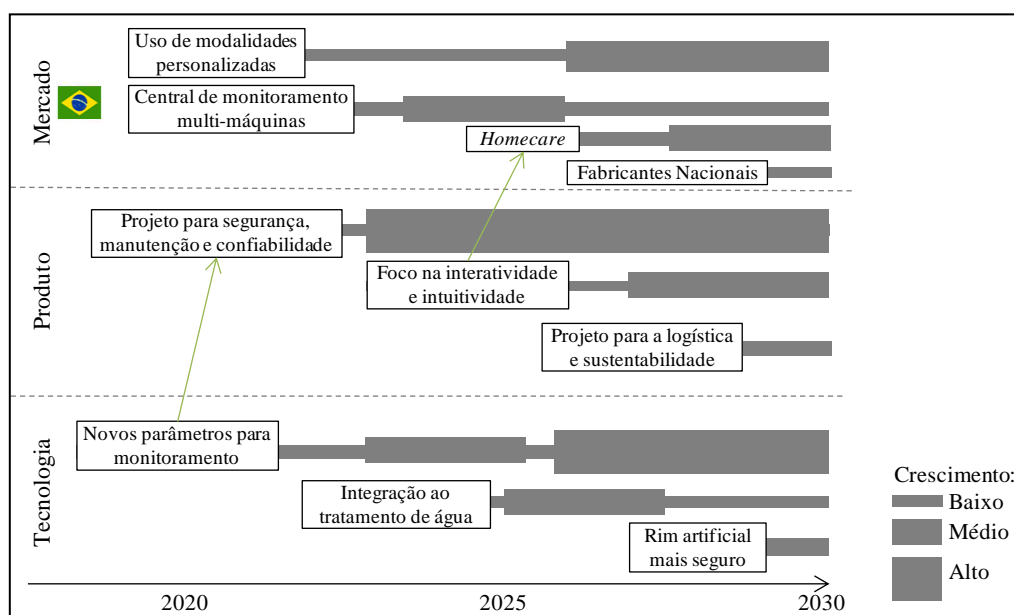 Mercado
Uso de modalidades
personalizadas
Central de monitoramento
multi-máquinas
Homecare
Fabricantes Nacionais
Produto
Projeto para segurança,
manutenção e confiabilidade
Foco na interatividade
e intuitividade
Projeto para a logística
e sustentabilidade
Tecnologia
Novos parâmetros para
monitoramento
Integração ao
tratamento de água
Rim artificial
mais seguro
2020
2025
2030
Crescimento:
Baixo
Médio
Alto